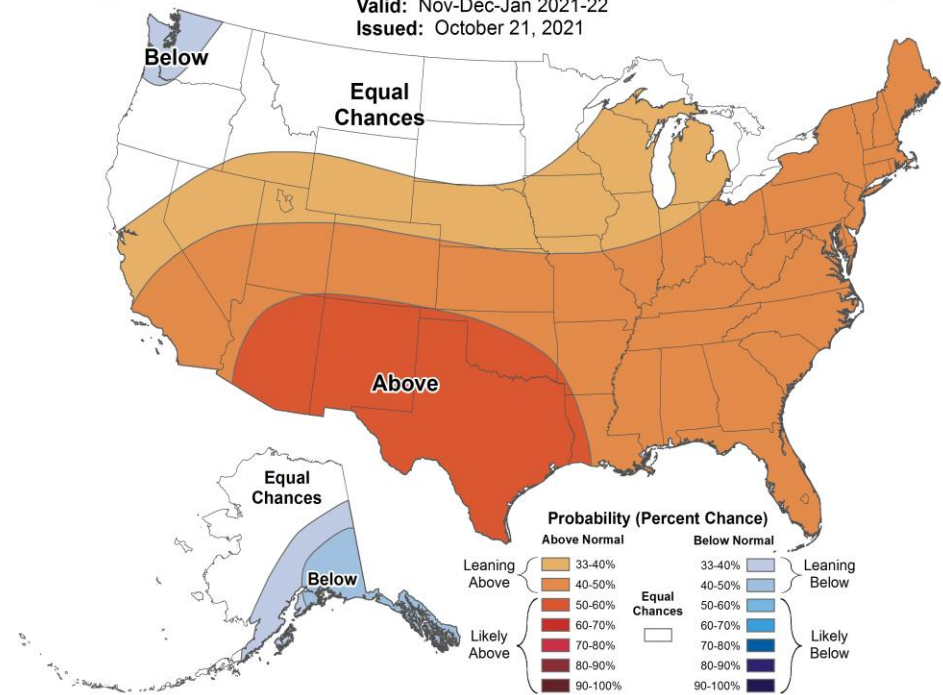 Valid: Nov-Dec-Jan 2021-22
Issued: October 21, 2021
Below
Equal
Chances
Above
Equal
Chances
Below
Probability (Percent Chance)
Above Normal
Below Normal
Leaning
Above
33-40%
40-50%
50-60%
60-70%
70-80%
80-90%
90-100%
Likely
Above
Equal
Chances
33-40%
40-50%
50-60%
60-70%
70-80%
80-90%
90-100%
Leaning
Below
Likely
Below